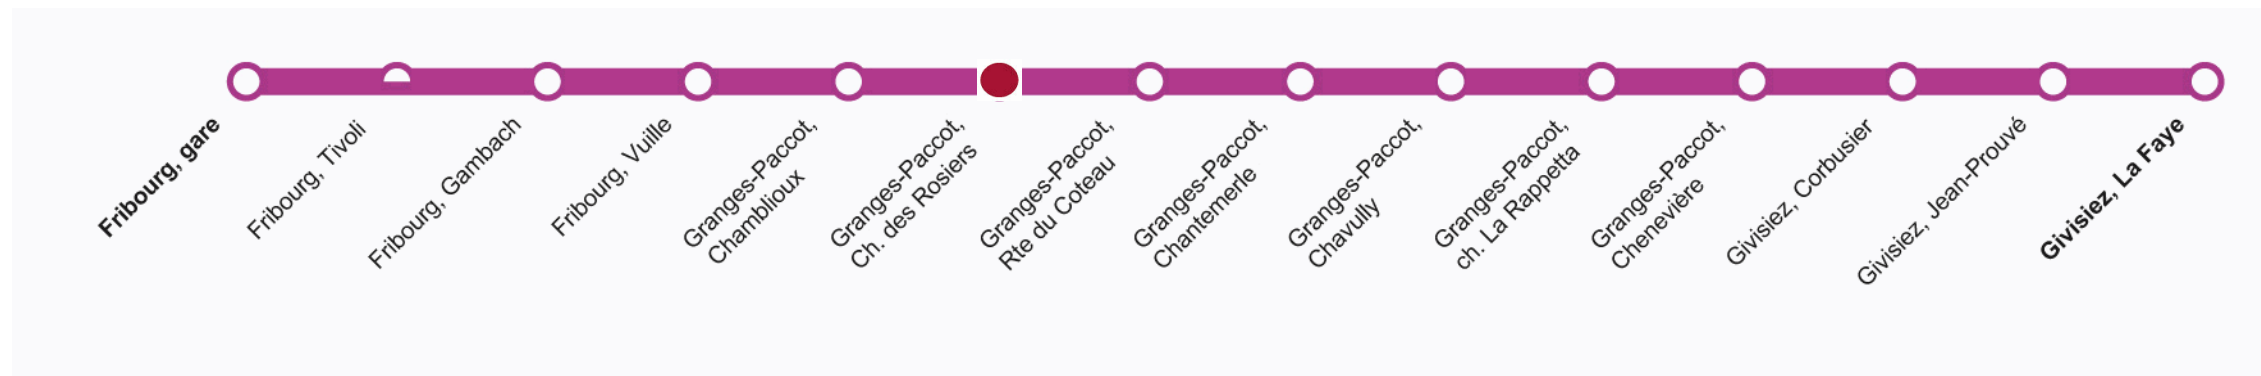 Fribourg, gare
Fribourg, Tivoli
Fribourg, Gambach
Fribourg, Vuille
Granges-Paccot,
Chamblioux
Granges-Paccot,
Ch. des Rosiers
Granges-Paccot,
Rte du Coteau
Granges-Paccot,
Chantemerle
Granges-Paccot,
Chavully
Granges-Paccot,
ch. La Rappetta
Granges-Paccot,
Chenevière
Givisiez, Corbusier
Givisiez, Jean-Prouvé
Givisiez, La Faye